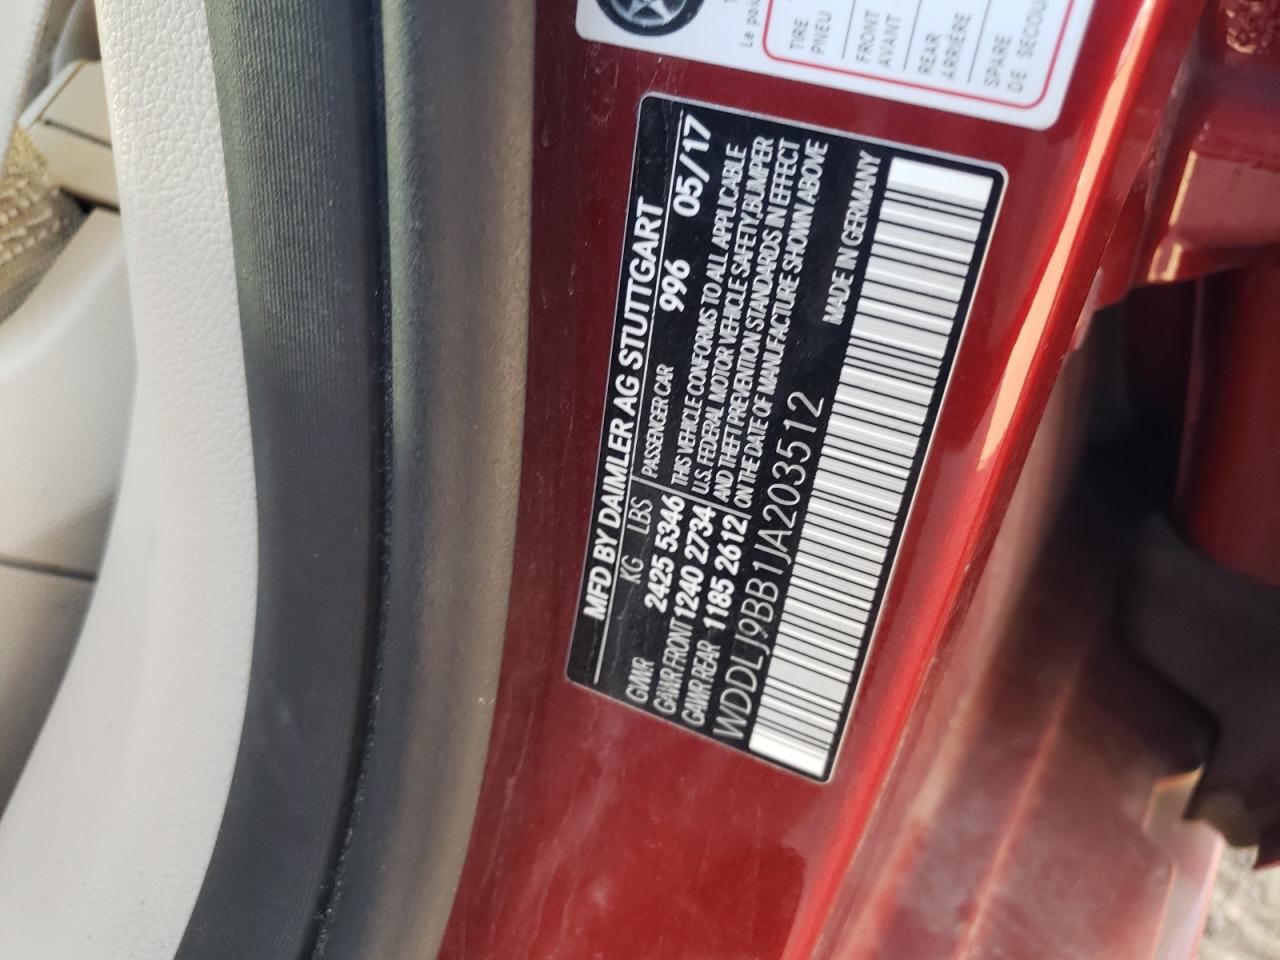 Le
TIRE
PNEU
FRONT
AVANT
REAR
ARRIÈRE
SPARE
DE SECOU
MFD BY DAIMLER AG STUTTGART
KG LBS PASSENGER CAR 996 05/17
GVWR 2425 5346
GAWR FRONT 1240 2734
GAWR REAR 1185 2612
THIS VEHICLE CONFORMS TO ALL APPLICABLE
U.S. FEDERAL MOTOR VEHICLE SAFETY,BUMPER
AND THEFT PREVENTION STANDARDS IN EFFECT
ON THE DATE OF MANUFACTURE SHOWN ABOVE
WDDLJ9BB1JA203512 MADE IN GERMANY